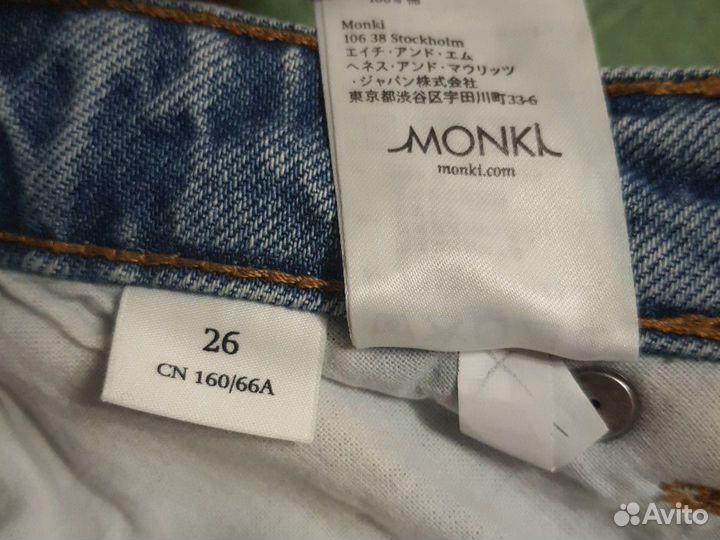 100% 棉
Monki
106 38 Stockholm
エイチ・アンド・エム
ヘネス・アンド・マウリッツ
・ジャパン株式会社
東京都渋谷区宇田川町33-6
MONKI
monki.com
26
CN 160/66A
Avito